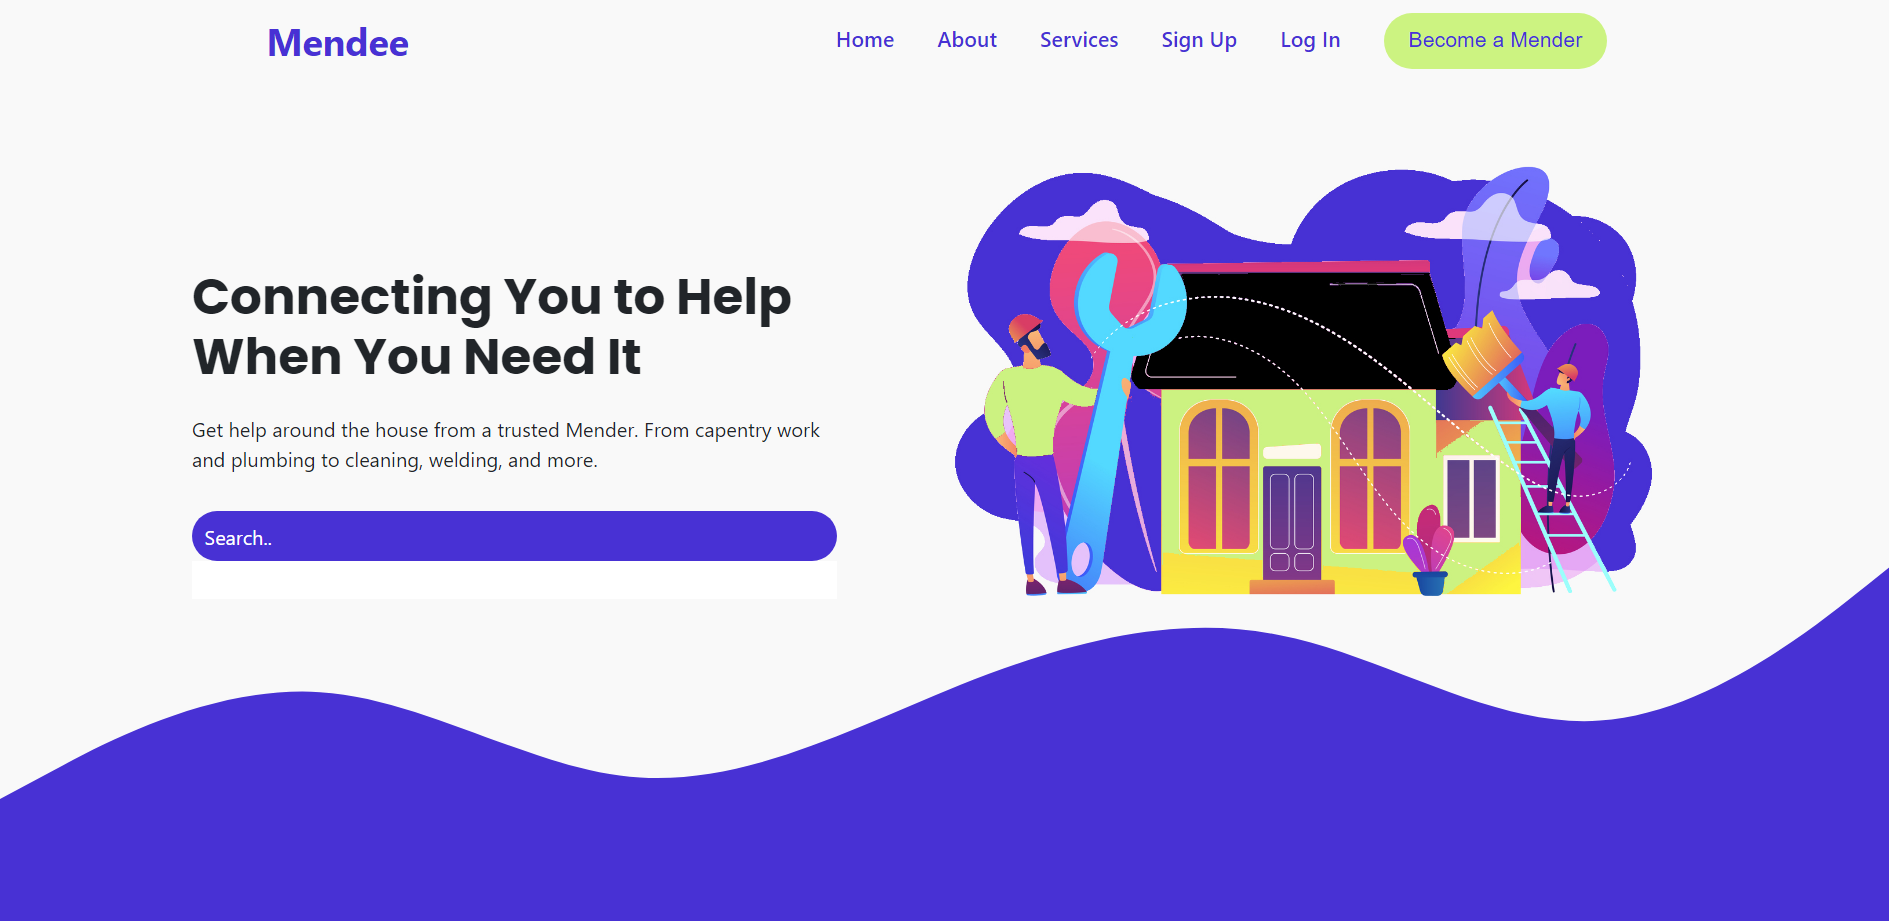 Mendee
Home
About
Services
Sign Up
Log In
Become a Mender
Connecting You to Help
When You Need It
Get help around the house from a trusted Mender. From capentry work
and plumbing to cleaning, welding, and more.
Search..